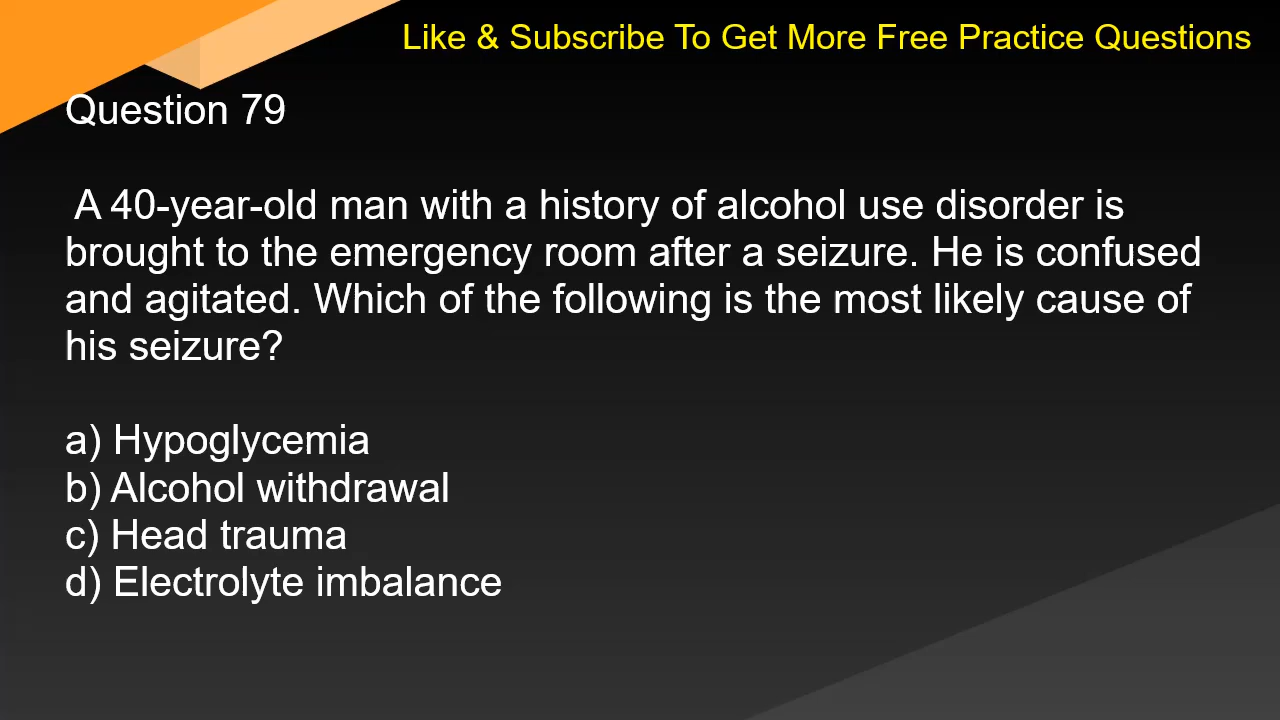 Like & Subscribe To Get More Free Practice Questions
Question 79
A 40-year-old man with a history of alcohol use disorder is
brought to the emergency room after a seizure. He is confused
and agitated. Which of the following is the most likely cause of
his seizure?
a) Hypoglycemia
b) Alcohol withdrawal
c) Head trauma
d) Electrolyte imbalance